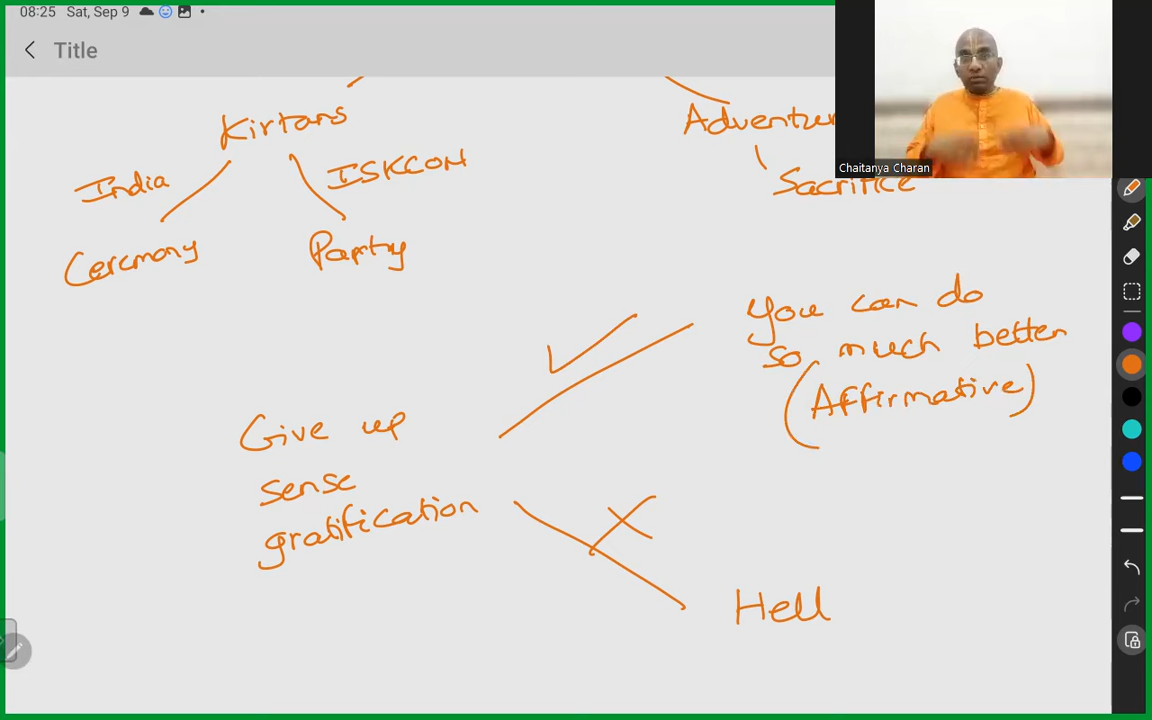 08:25 Sat, Sep 9
Title
Chaitanya Charan
Kirtans
Adventur
India
ISKCON
Sacrifice
Ceremony
Party
You can do
so much better
(Affirmative)
Give up
sense
gratification
Hell